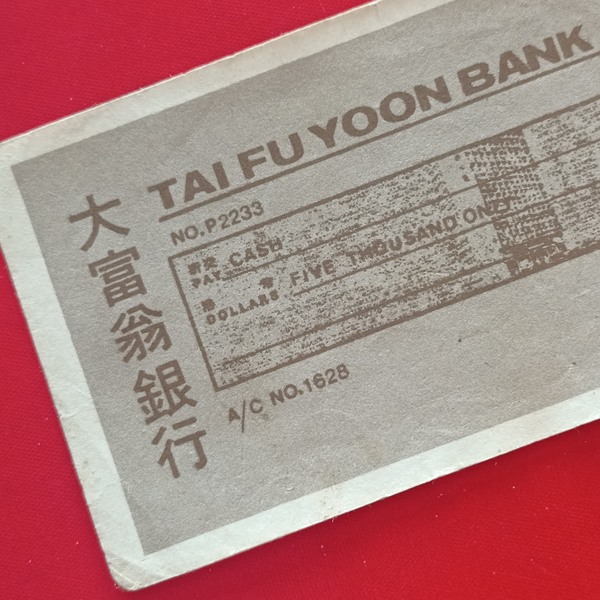 TAI FU YOON BANK
大富翁銀行
NO. P2233
PAY CASH
DOLLARS FIVE THOUSAND ONLY
A/C NO. 1628